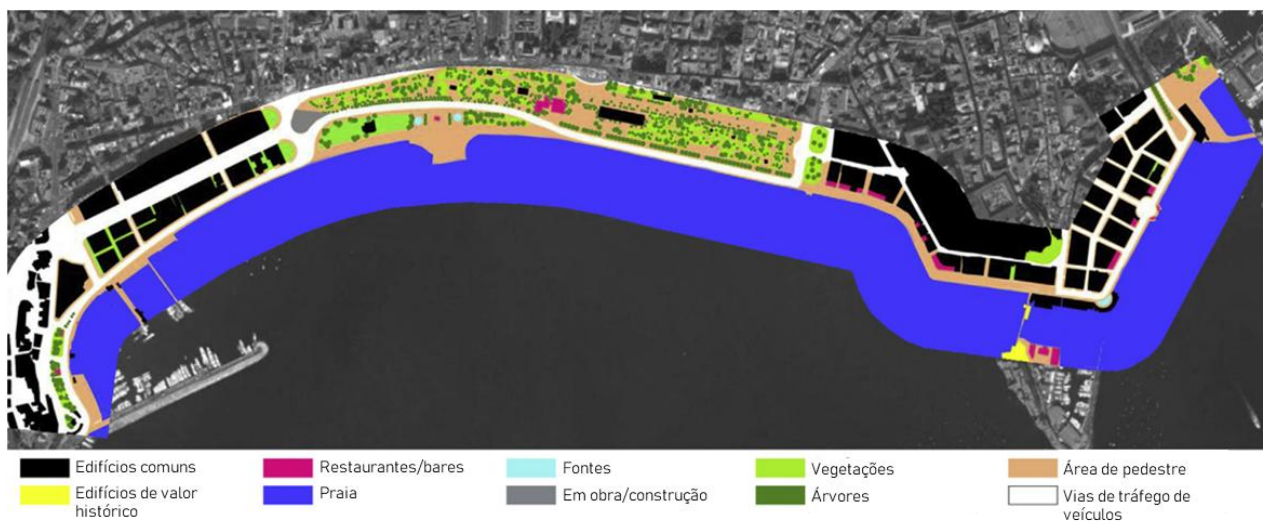 Edifícios comuns
Restaurantes/bares
Fontes
Vegetações
Área de pedestre
Edifícios de valor
histórico
Praia
Em obra/construção
Árvores
Vias de tráfego de
veículos